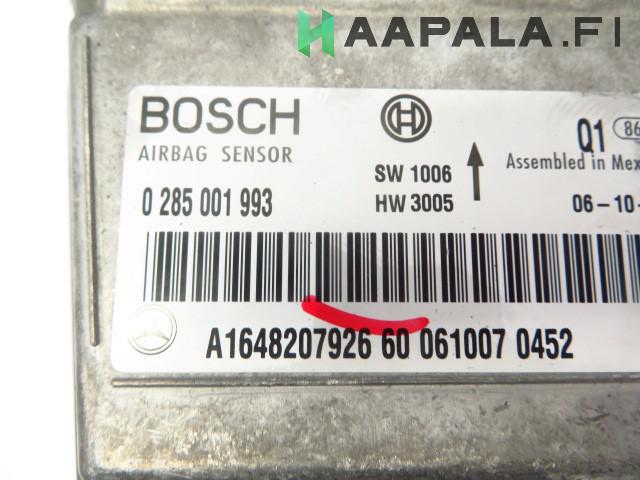 HAAPALA.FI
BOSCH
AIRBAG SENSOR
0 285 001 993
SW 1006
HW 3005
Q1 86
Assembled in Mex
06-10-
A1648207926 60 061007 0452